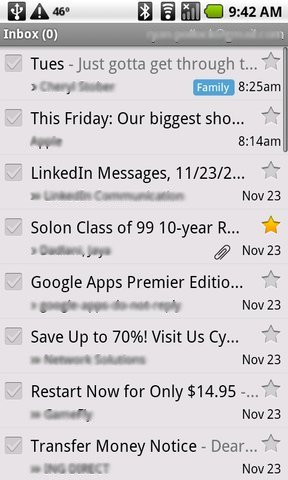 46° 9:42 AM
Inbox (0)
Tues - Just gotta get through t...
Family 8:25am
This Friday: Our biggest sho...
Apple 8:14am
LinkedIn Messages, 11/23/2...
» LinkedIn Communication Nov 23
Solon Class of 99 10-year R...
› Dadlani, Jaya Nov 23
Google Apps Premier Editio...
› google-apps-do-not-reply Nov 23
Save Up to 70%! Visit Us Cy...
» Network Solutions Nov 23
Restart Now for Only $14.95 -...
» GameFly Nov 23
Transfer Money Notice - Dear...
» ING DIRECT Nov 23